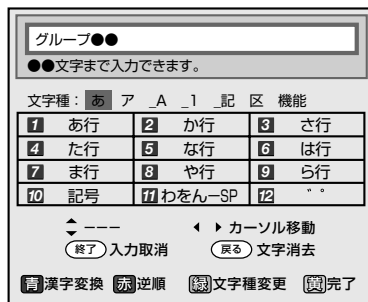 グループ●●
●●文字まで入力できます。
文字種： あ ア _A _1 _記 区 機能
1 あ行 2 か行 3 さ行
4 た行 5 な行 6 は行
7 ま行 8 や行 9 ら行
10 記号 11 わをんーSP 12 ゛゜
−−− カーソル移動
終了 入力取消 戻る 文字消去
青 漢字変換 赤 逆順 緑 文字種変更 黄 完了